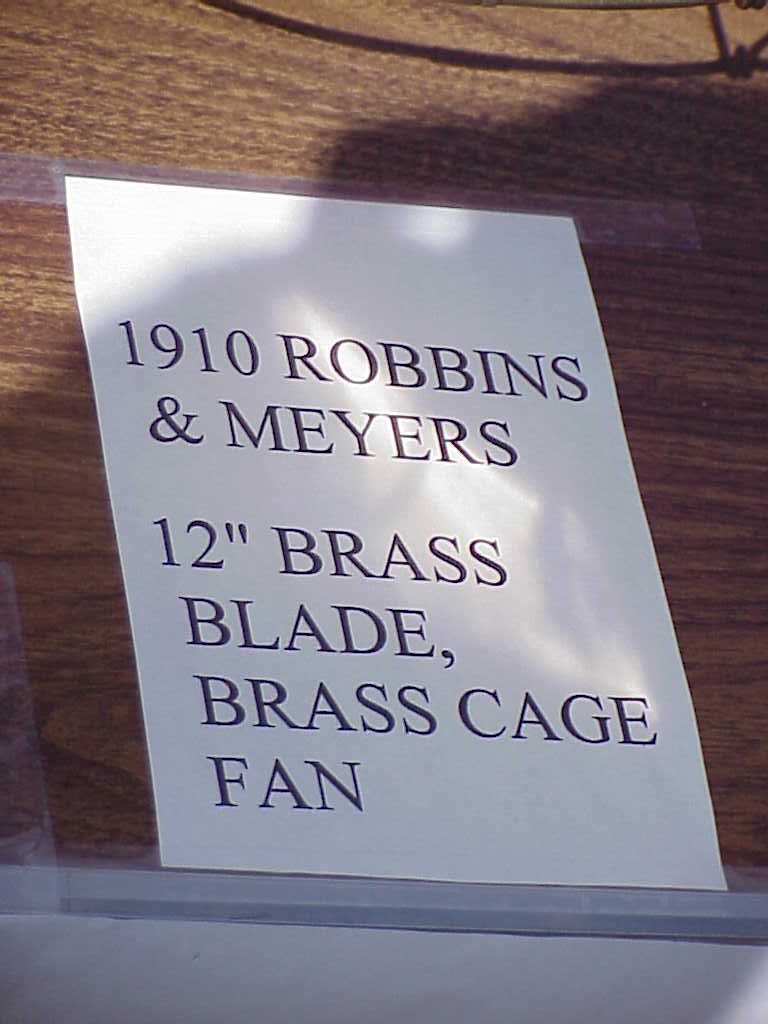 1910 ROBBINS
& MEYERS
12" BRASS
BLADE,
BRASS CAGE
FAN